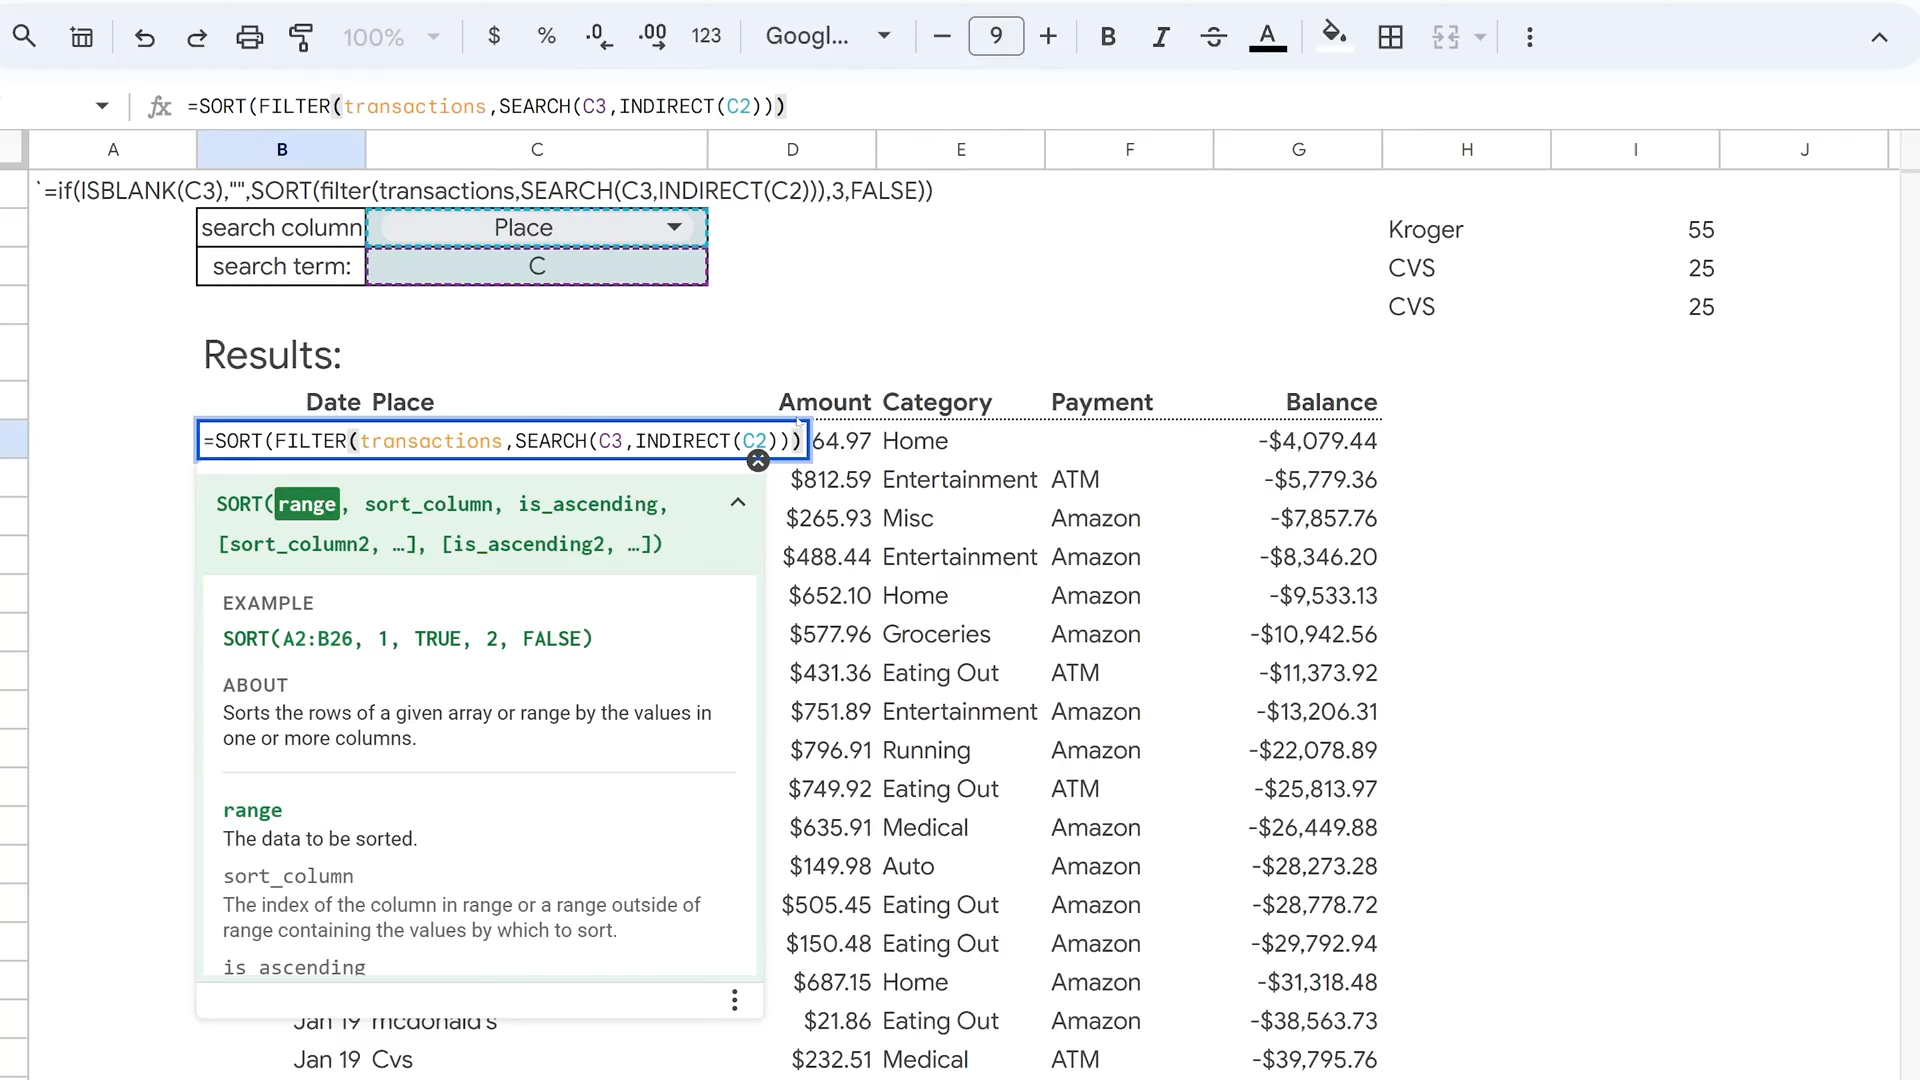 100% $ % .0 .00 123 Googl... 9 B I S A
=SORT(FILTER(transactions,SEARCH(C3,INDIRECT(C2)))
A B C D E F G H I J
`=if(ISBLANK(C3),"",SORT(filter(transactions,SEARCH(C3,INDIRECT(C2))),3,FALSE))
search column Place Kroger 55
search term: C CVS 25
CVS 25
Results:
Date Place Amount Category Payment Balance
=SORT(FILTER(transactions,SEARCH(C3,INDIRECT(C2))) 64.97 Home -$4,079.44
$812.59 Entertainment ATM -$5,779.36
$265.93 Misc Amazon -$7,857.76
$488.44 Entertainment Amazon -$8,346.20
$652.10 Home Amazon -$9,533.13
$577.96 Groceries Amazon -$10,942.56
$431.36 Eating Out ATM -$11,373.92
$751.89 Entertainment Amazon -$13,206.31
$796.91 Running Amazon -$22,078.89
$749.92 Eating Out ATM -$25,813.97
$635.91 Medical Amazon -$26,449.88
$149.98 Auto Amazon -$28,273.28
$505.45 Eating Out Amazon -$28,778.72
$150.48 Eating Out Amazon -$29,792.94
$687.15 Home Amazon -$31,318.48
Jan 19 mcdonald's $21.86 Eating Out Amazon -$38,563.73
Jan 19 Cvs $232.51 Medical ATM -$39,795.76
SORT(range, sort_column, is_ascending,
[sort_column2, …], [is_ascending2, …])
EXAMPLE
SORT(A2:B26, 1, TRUE, 2, FALSE)
ABOUT
Sorts the rows of a given array or range by the values in
one or more columns.
range
The data to be sorted.
sort_column
The index of the column in range or a range outside of
range containing the values by which to sort.
is_ascending